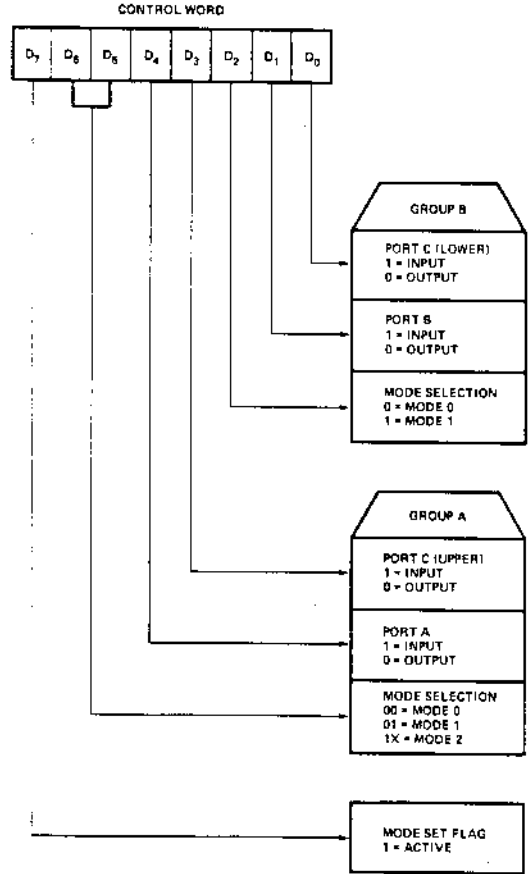 CONTROL WORD
D7 D6 D5 D4 D3 D2 D1 D0
GROUP B
PORT C (LOWER)
1 = INPUT
0 = OUTPUT
PORT B
1 = INPUT
0 = OUTPUT
MODE SELECTION
0 = MODE 0
1 = MODE 1
GROUP A
PORT C (UPPER)
1 = INPUT
0 = OUTPUT
PORT A
1 = INPUT
0 = OUTPUT
MODE SELECTION
00 = MODE 0
01 = MODE 1
1X = MODE 2
MODE SET FLAG
1 = ACTIVE